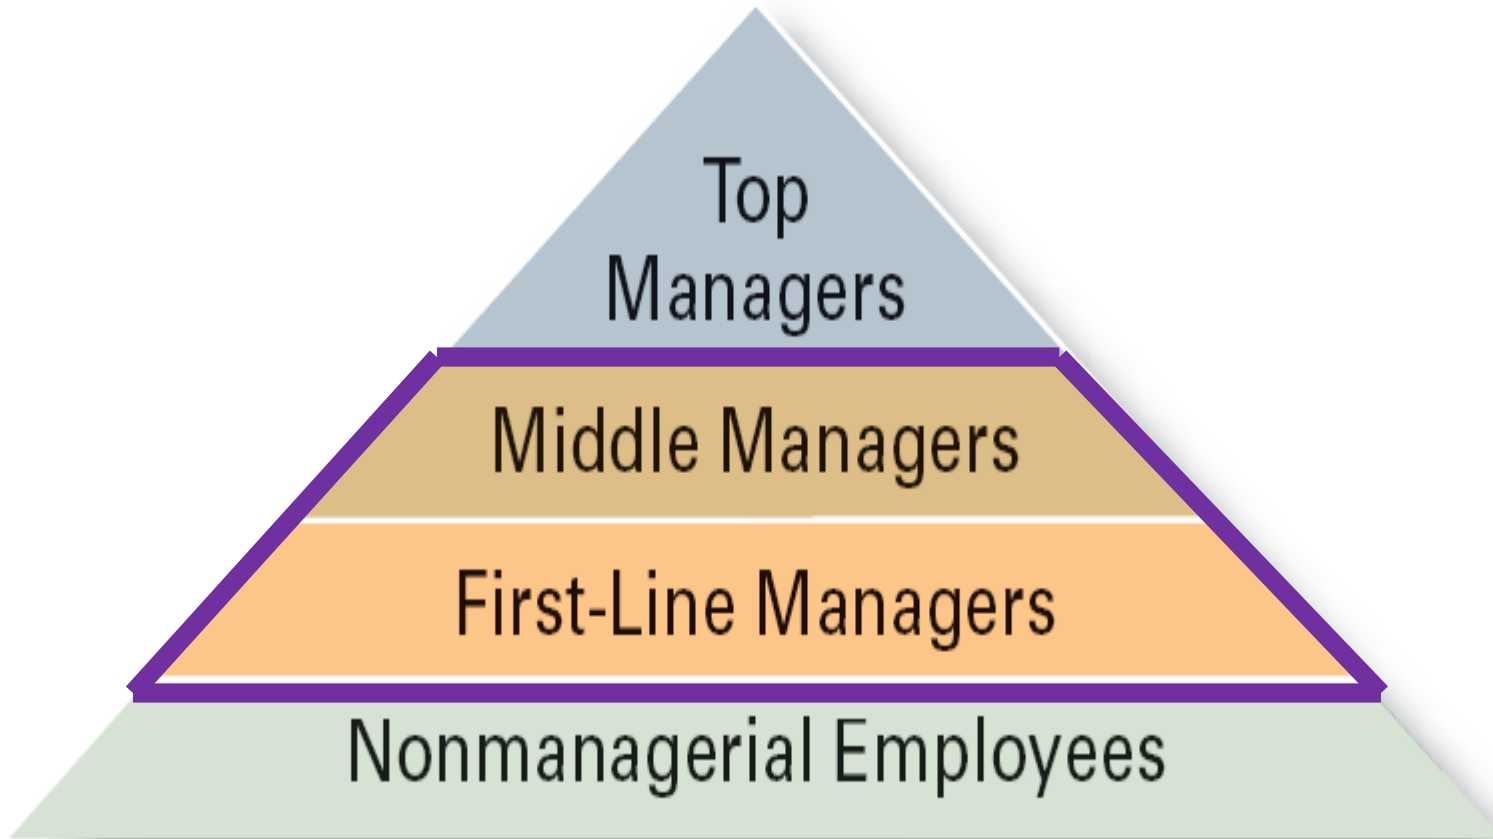 Top
Managers
Middle Managers
First-Line Managers
Nonmanagerial Employees